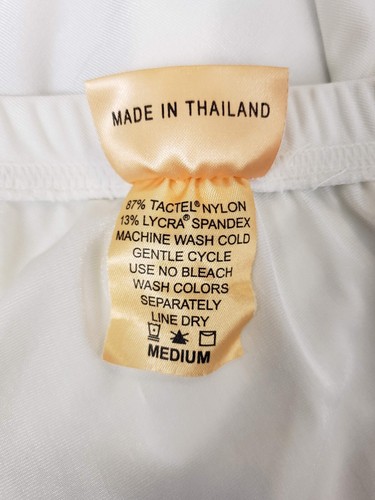 MADE IN THAILAND
87% TACTEL® NYLON
13% LYCRA® SPANDEX
MACHINE WASH COLD
GENTLE CYCLE
USE NO BLEACH
WASH COLORS
SEPARATELY
LINE DRY
MEDIUM